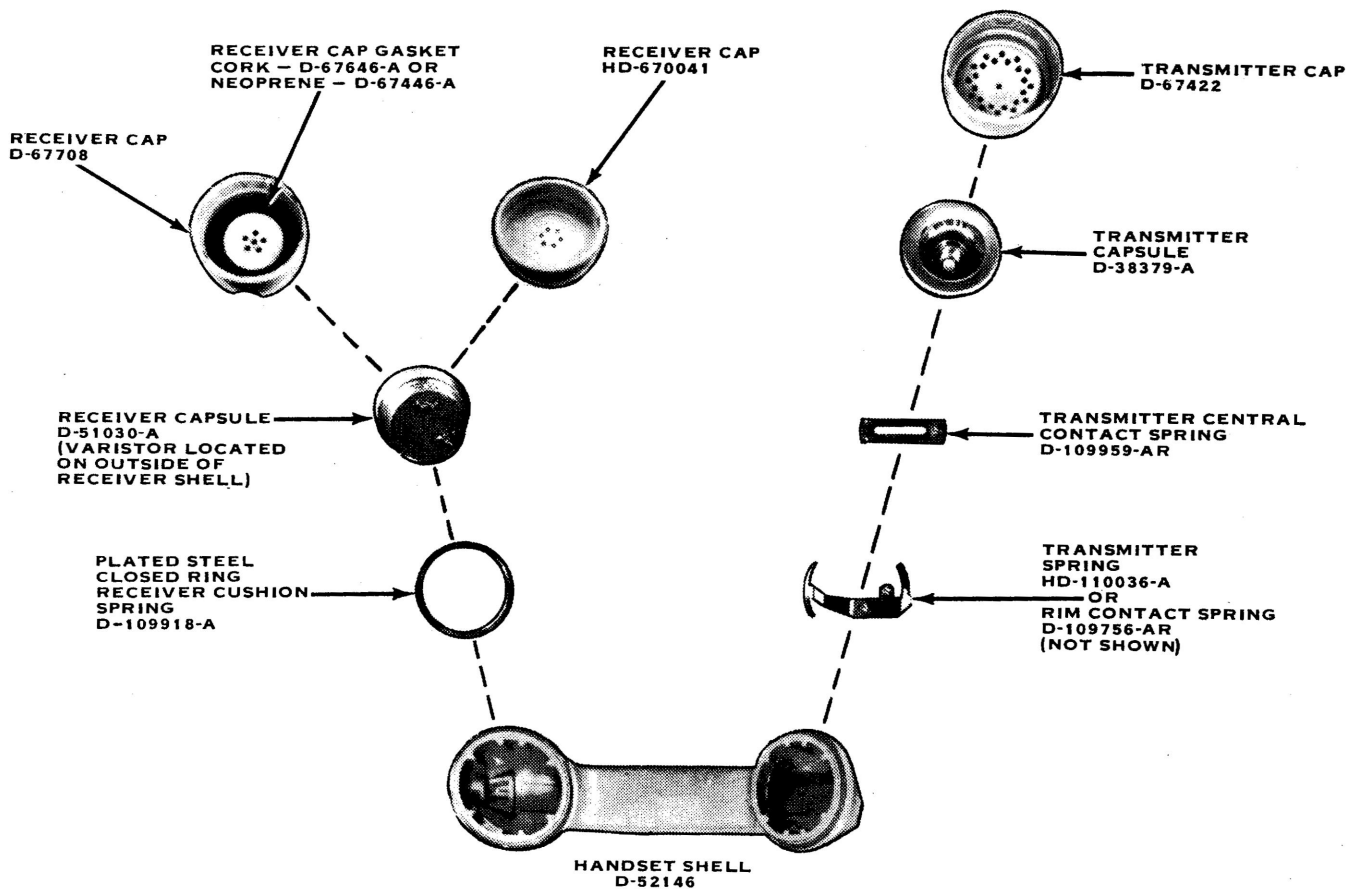 RECEIVER CAP GASKET
CORK – D-67646-A OR
NEOPRENE – D-67446-A
RECEIVER CAP
HD-670041
TRANSMITTER CAP
D-67422
RECEIVER CAP
D-67708
TRANSMITTER
CAPSULE
D-38379-A
RECEIVER CAPSULE
D-51030-A
(VARISTOR LOCATED
ON OUTSIDE OF
RECEIVER SHELL)
TRANSMITTER CENTRAL
CONTACT SPRING
D-109959-AR
PLATED STEEL
CLOSED RING
RECEIVER CUSHION
SPRING
D-109918-A
TRANSMITTER
SPRING
HD-110036-A
OR
RIM CONTACT SPRING
D-109756-AR
(NOT SHOWN)
HANDSET SHELL
D-52146